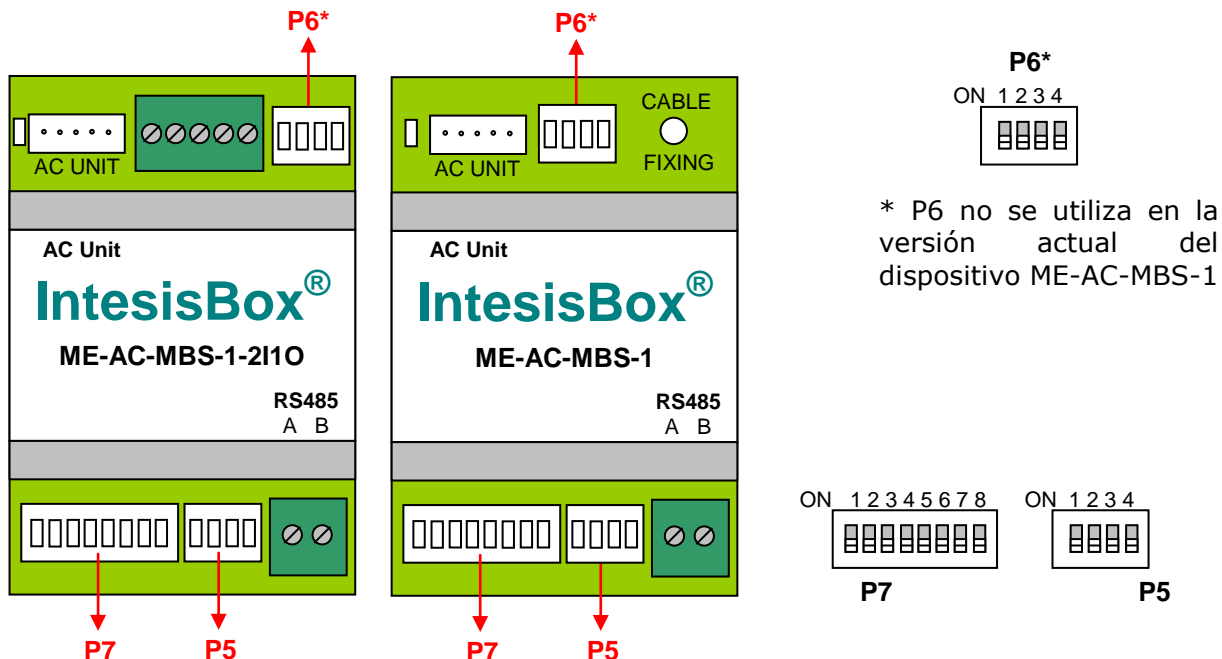 P6*
AC UNIT
AC Unit
IntesisBox®
ME-AC-MBS-1-2I1O
RS485
A B
P7 P5
P6*
CABLE
FIXING
AC UNIT
AC Unit
IntesisBox®
ME-AC-MBS-1
RS485
A B
P7 P5
P6*
ON 1 2 3 4
* P6 no se utiliza en la
versión actual del
dispositivo ME-AC-MBS-1
ON 1 2 3 4 5 6 7 8
P7
ON 1 2 3 4
P5